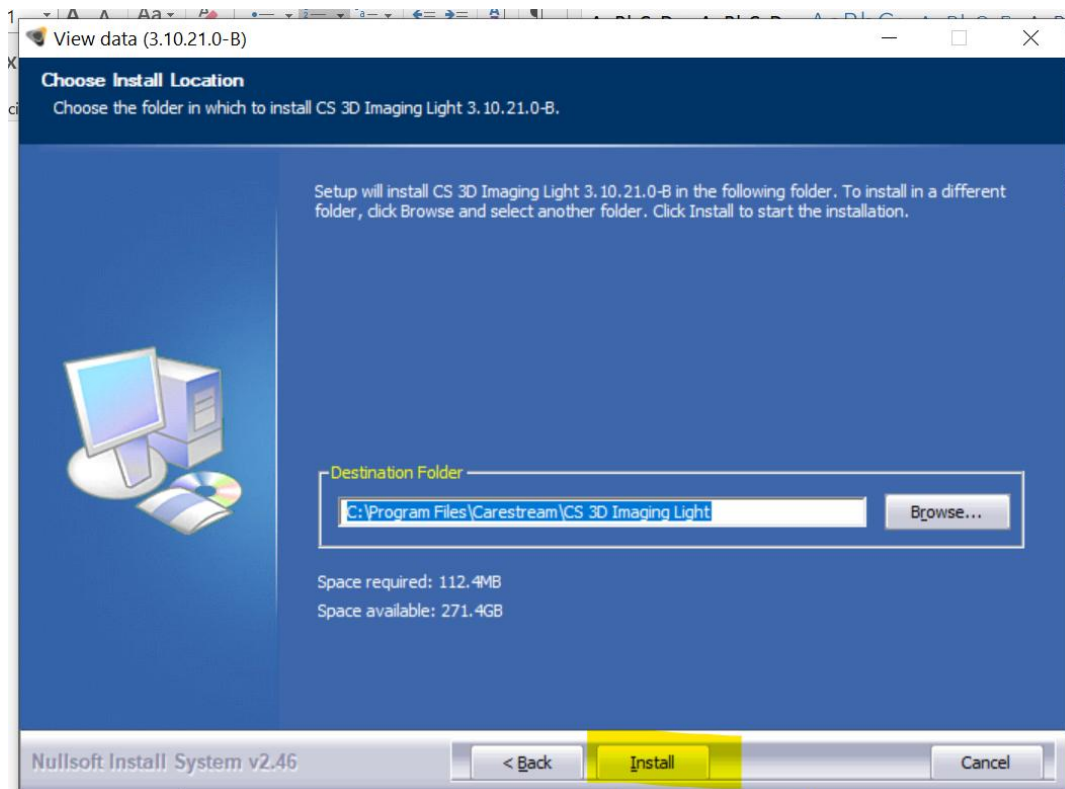 View data (3.10.21.0-B)
Choose Install Location
Choose the folder in which to install CS 3D Imaging Light 3.10.21.0-B.
Setup will install CS 3D Imaging Light 3.10.21.0-B in the following folder. To install in a different
folder, click Browse and select another folder. Click Install to start the installation.
Destination Folder
C:\Program Files\Carestream\CS 3D Imaging Light
Browse...
Space required: 112.4MB
Space available: 271.4GB
Nullsoft Install System v2.46
< Back
Install
Cancel